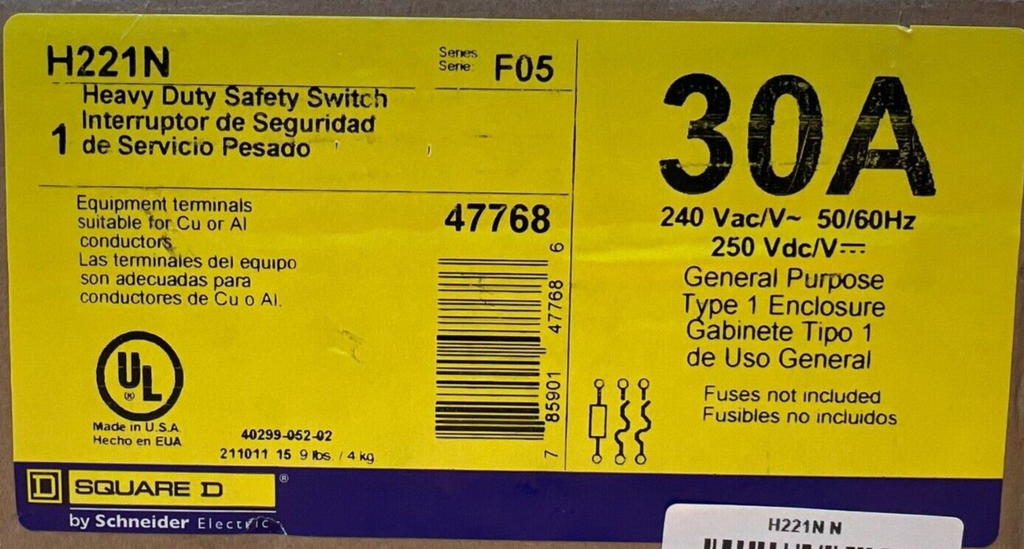 H221N
Series
Serie:
F05
Heavy Duty Safety Switch
Interruptor de Seguridad
1 de Servicio Pesado
Equipment terminals
suitable for Cu or Al
conductors
Las terminales del equipo
son adecuadas para
conductores de Cu o Al.
47768
7 85901 47768 6
UL
®
Made in U.S.A.
Hecho en EUA
40299-052-02
211011 15 9 lbs / 4 kg
30A
240 Vac/V~ 50/60Hz
250 Vdc/V⎓
General Purpose
Type 1 Enclosure
Gabinete Tipo 1
de Uso General
Fuses not included
Fusibles no incluidos
D SQUARE D ®
by Schneider Electric
H221N N